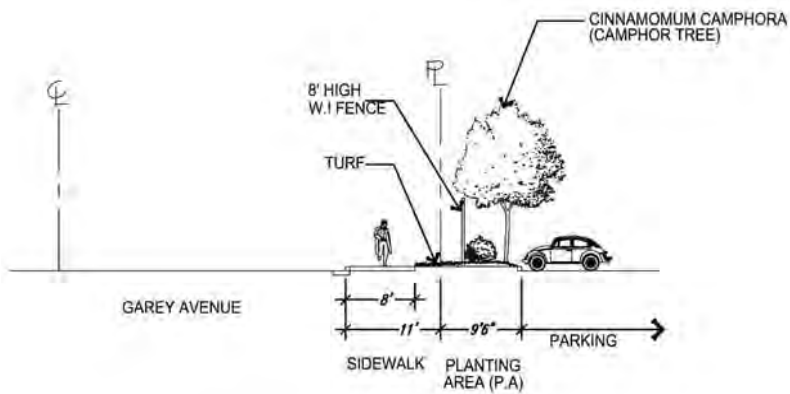 CINNAMOMUM CAMPHORA
(CAMPHOR TREE)
CL
PL
8' HIGH
W.I FENCE
TURF
8'
GAREY AVENUE
11'
9'6"
PARKING
SIDEWALK
PLANTING
AREA (P.A)